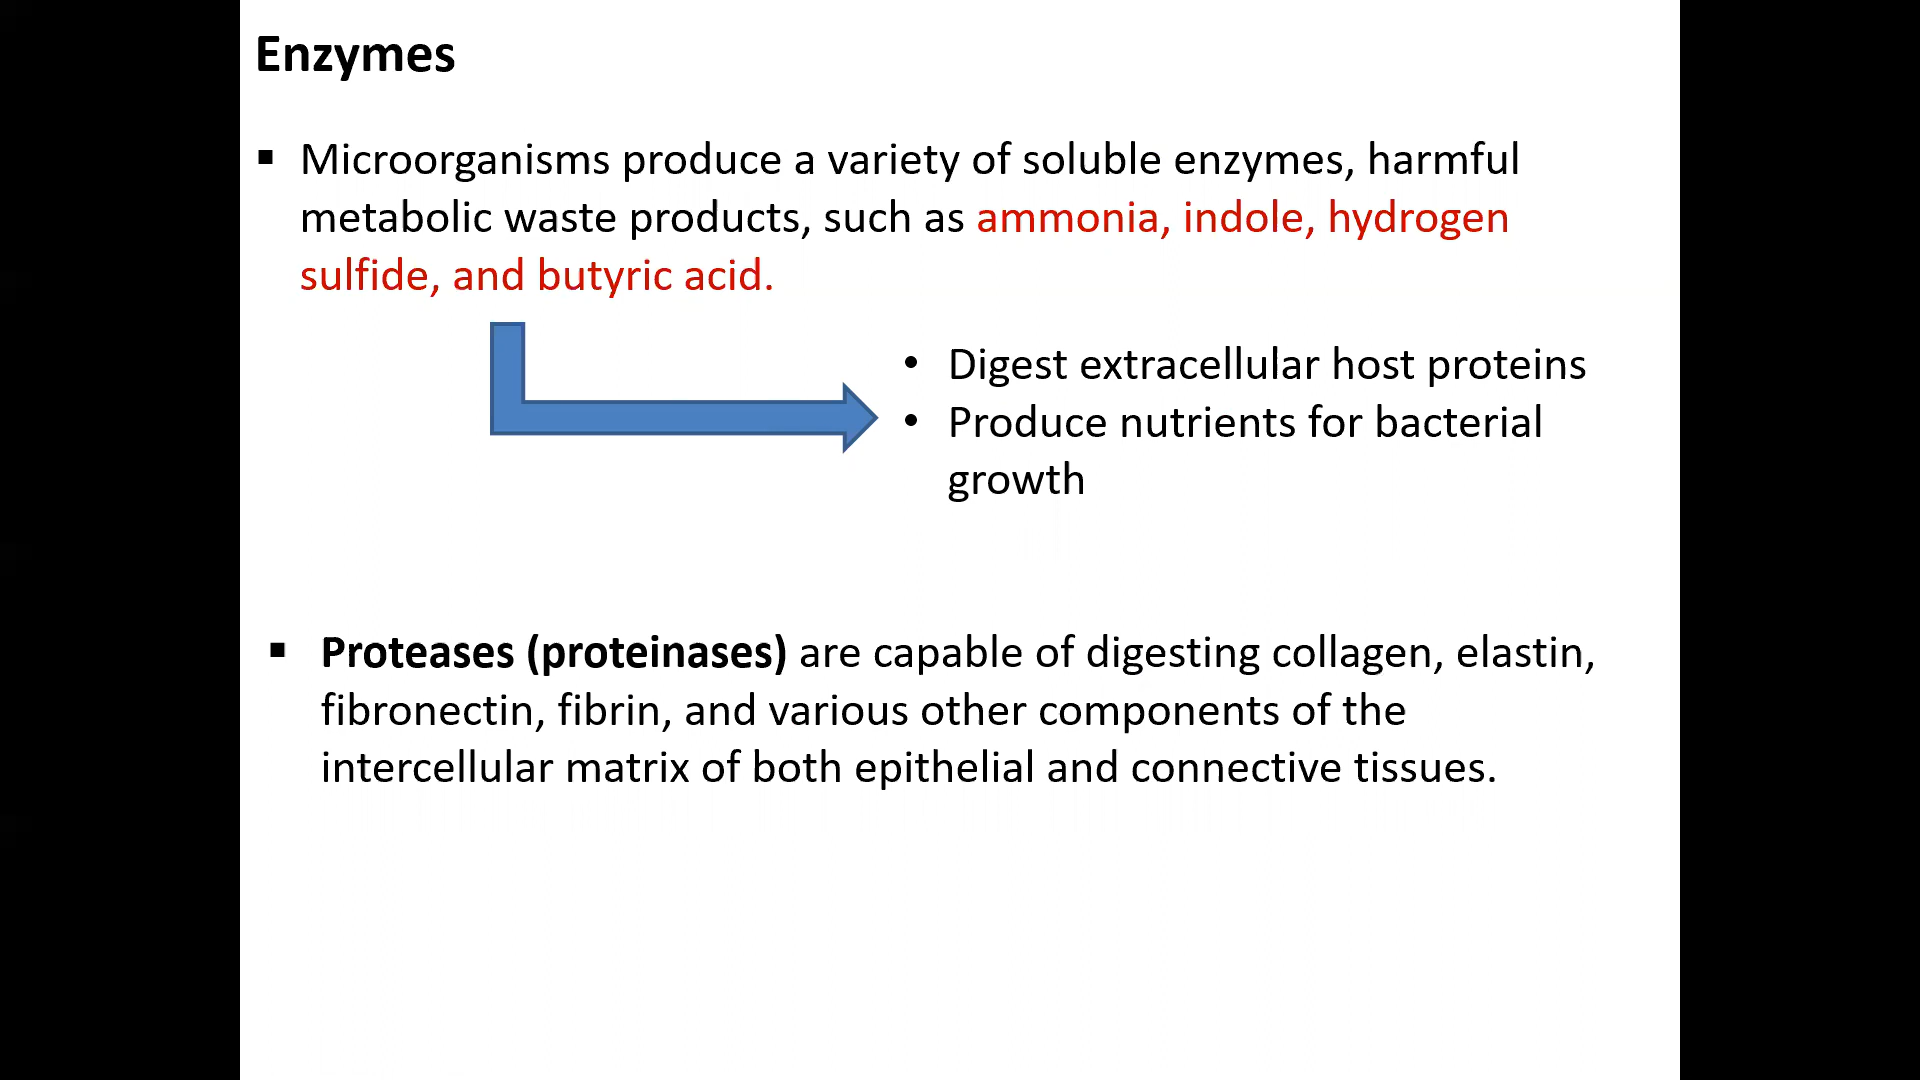 Enzymes
▪ Microorganisms produce a variety of soluble enzymes, harmful
metabolic waste products, such as ammonia, indole, hydrogen
sulfide, and butyric acid.
• Digest extracellular host proteins
• Produce nutrients for bacterial
growth
▪ Proteases (proteinases) are capable of digesting collagen, elastin,
fibronectin, fibrin, and various other components of the
intercellular matrix of both epithelial and connective tissues.